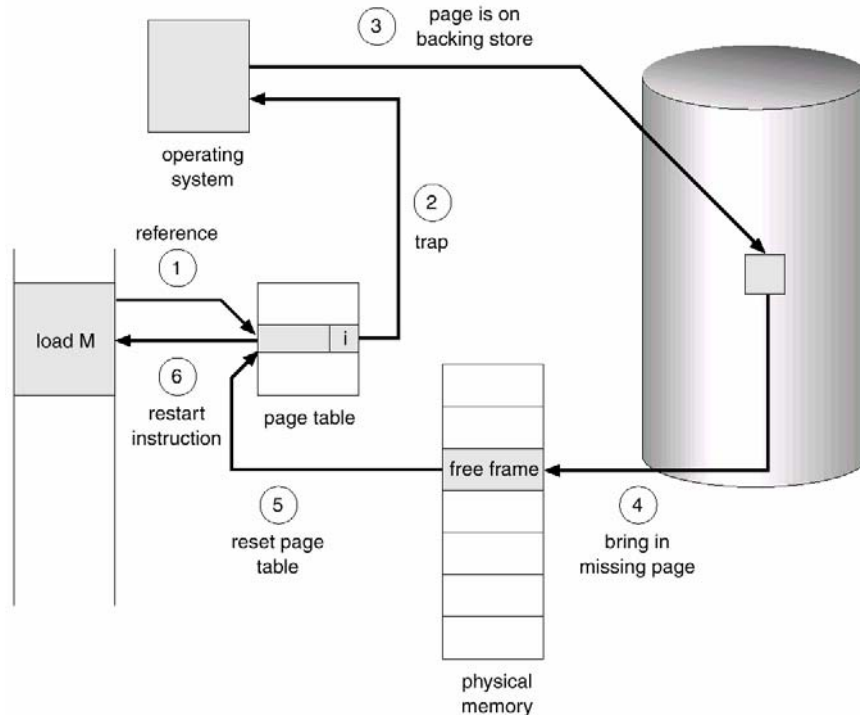 3
page is on
backing store
operating
system
2
trap
reference
1
load M
i
6
restart
instruction
page table
free frame
5
reset page
table
4
bring in
missing page
physical
memory